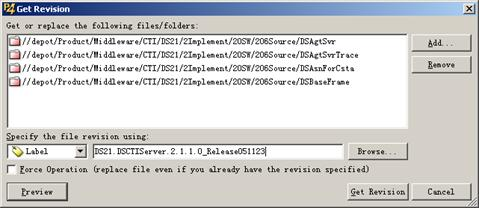 P4 Get Revision
Get or replace the following files/folders:
//depot/Product/Middleware/CTI/DS21/2Implement/20SW/206Source/DSAgtSvr
//depot/Product/Middleware/CTI/DS21/2Implement/20SW/206Source/DSAgtSvrTrace
//depot/Product/Middleware/CTI/DS21/2Implement/20SW/206Source/DSAsnForCsta
//depot/Product/Middleware/CTI/DS21/2Implement/20SW/206Source/DSBaseFrame
Add...
Remove
Specify the file revision using:
Label DS21.DSCTIServer.2.1.1.0_Release051123 Browse...
Force Operation (replace file even if you already have the revision specified)
Preview Get Revision Cancel